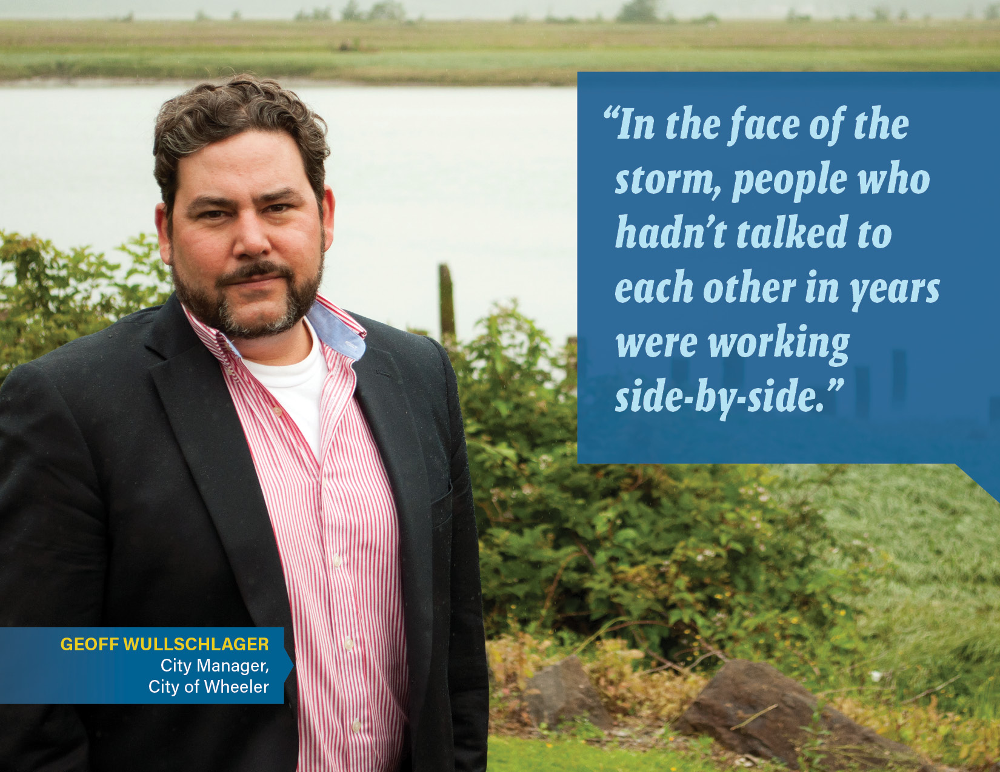 “In the face of the
storm, people who
hadn’t talked to
each other in years
were working
side-by-side.”
GEOFF WULLSCHLAGER
City Manager,
City of Wheeler